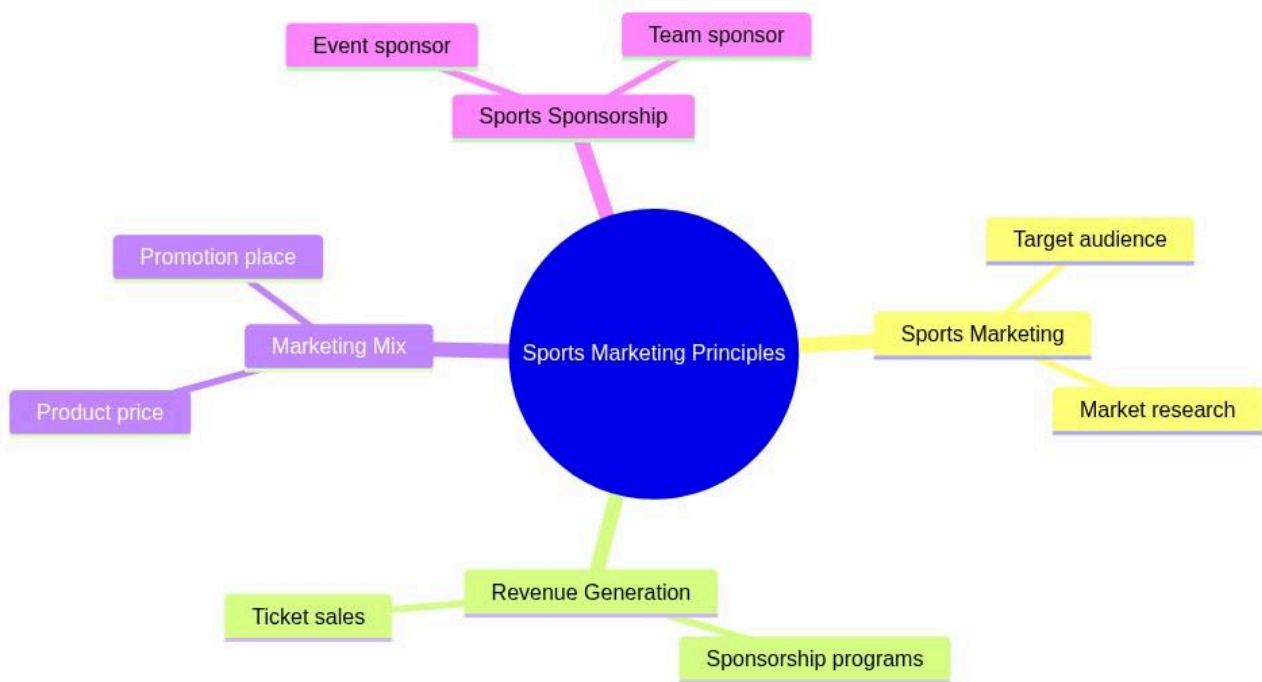 Event sponsor
Team sponsor
Sports Sponsorship
Promotion place
Target audience
Marketing Mix
Sports Marketing Principles
Sports Marketing
Product price
Market research
Revenue Generation
Ticket sales
Sponsorship programs